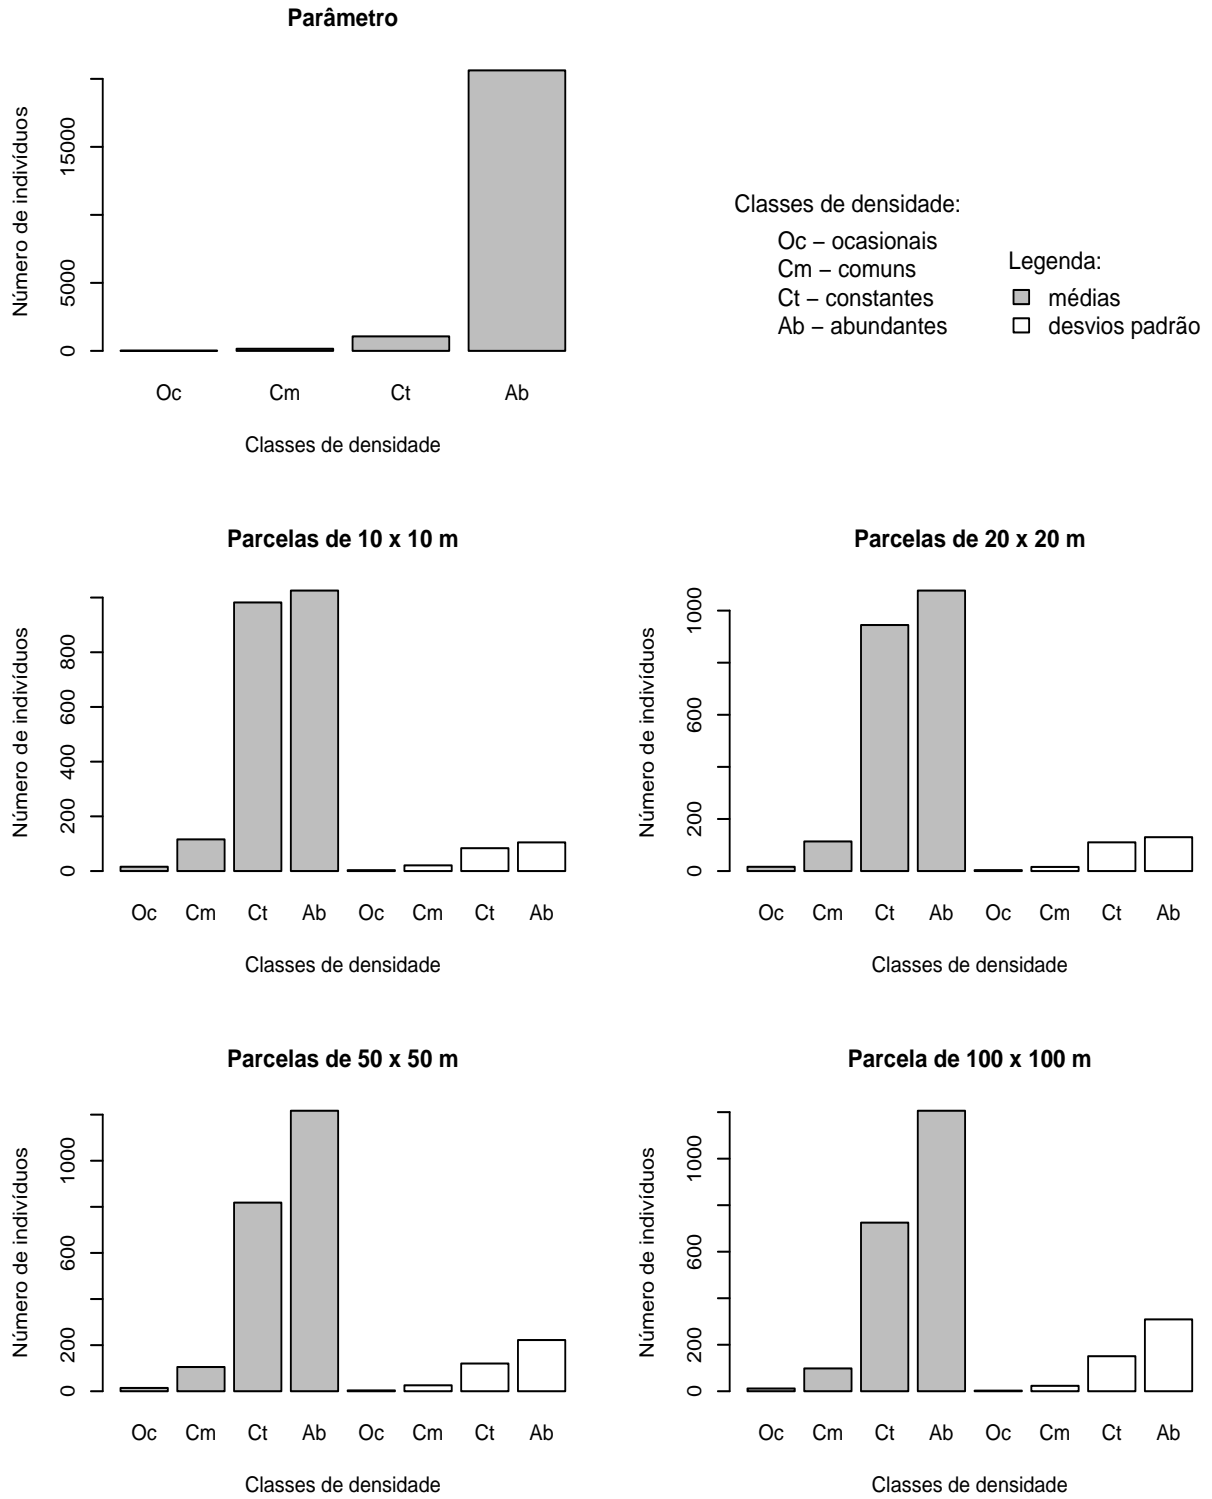 Parâmetro
Número de indivíduos
15000
5000
0
Oc Cm Ct Ab
Classes de densidade
Classes de densidade:
Oc – ocasionais
Cm – comuns
Ct – constantes
Ab – abundantes
Legenda:
médias
desvios padrão
Parcelas de 10 x 10 m
Número de indivíduos
800
600
400
200
0
Oc Cm Ct Ab Oc Cm Ct Ab
Classes de densidade
Parcelas de 20 x 20 m
Número de indivíduos
1000
600
200
0
Oc Cm Ct Ab Oc Cm Ct Ab
Classes de densidade
Parcelas de 50 x 50 m
Número de indivíduos
1000
600
200
0
Oc Cm Ct Ab Oc Cm Ct Ab
Classes de densidade
Parcela de 100 x 100 m
Número de indivíduos
1000
600
200
0
Oc Cm Ct Ab Oc Cm Ct Ab
Classes de densidade